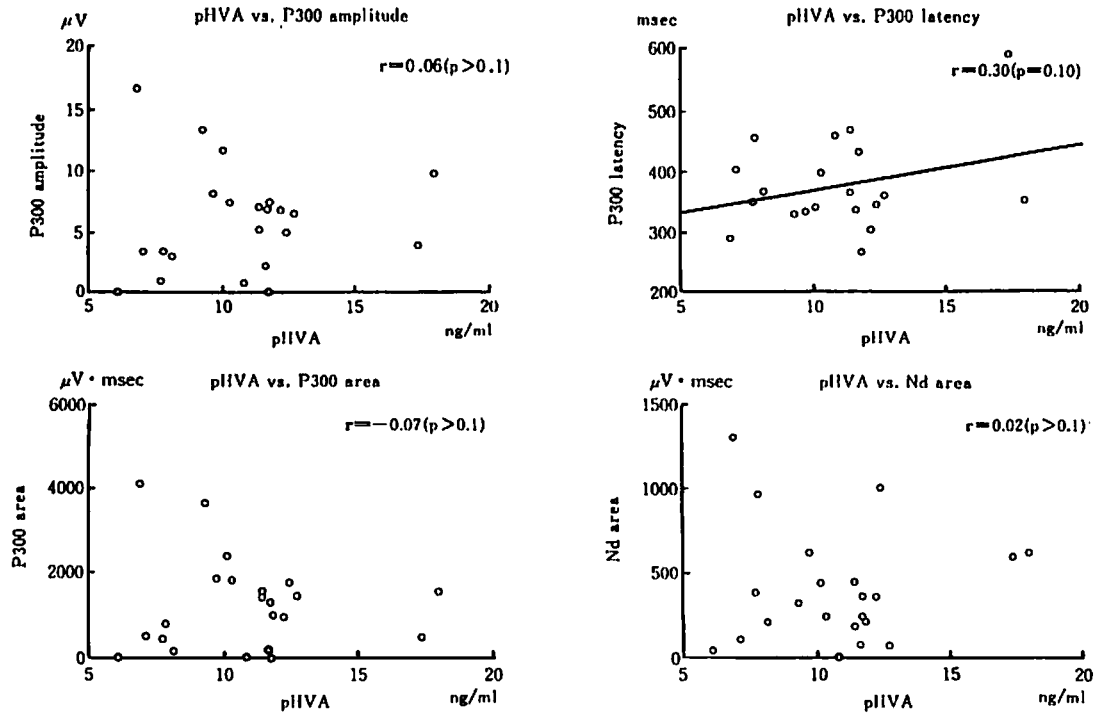 pHVA vs. P300 amplitude
μV
r=0.06(p>0.1)
P300 amplitude
20
15
10
5
0
5 10 15 20
pHVA
ng/ml
pHVA vs. P300 latency
msec
r=0.30(p=0.10)
P300 latency
600
500
400
300
200
5 10 15 20
pHVA
ng/ml
pHVA vs. P300 area
μV・msec
r=-0.07(p>0.1)
P300 area
6000
4000
2000
0
5 10 15 20
pHVA
ng/ml
pHVA vs. Nd area
μV・msec
r=0.02(p>0.1)
Nd area
1500
1000
500
0
5 10 15 20
pHVA
ng/ml